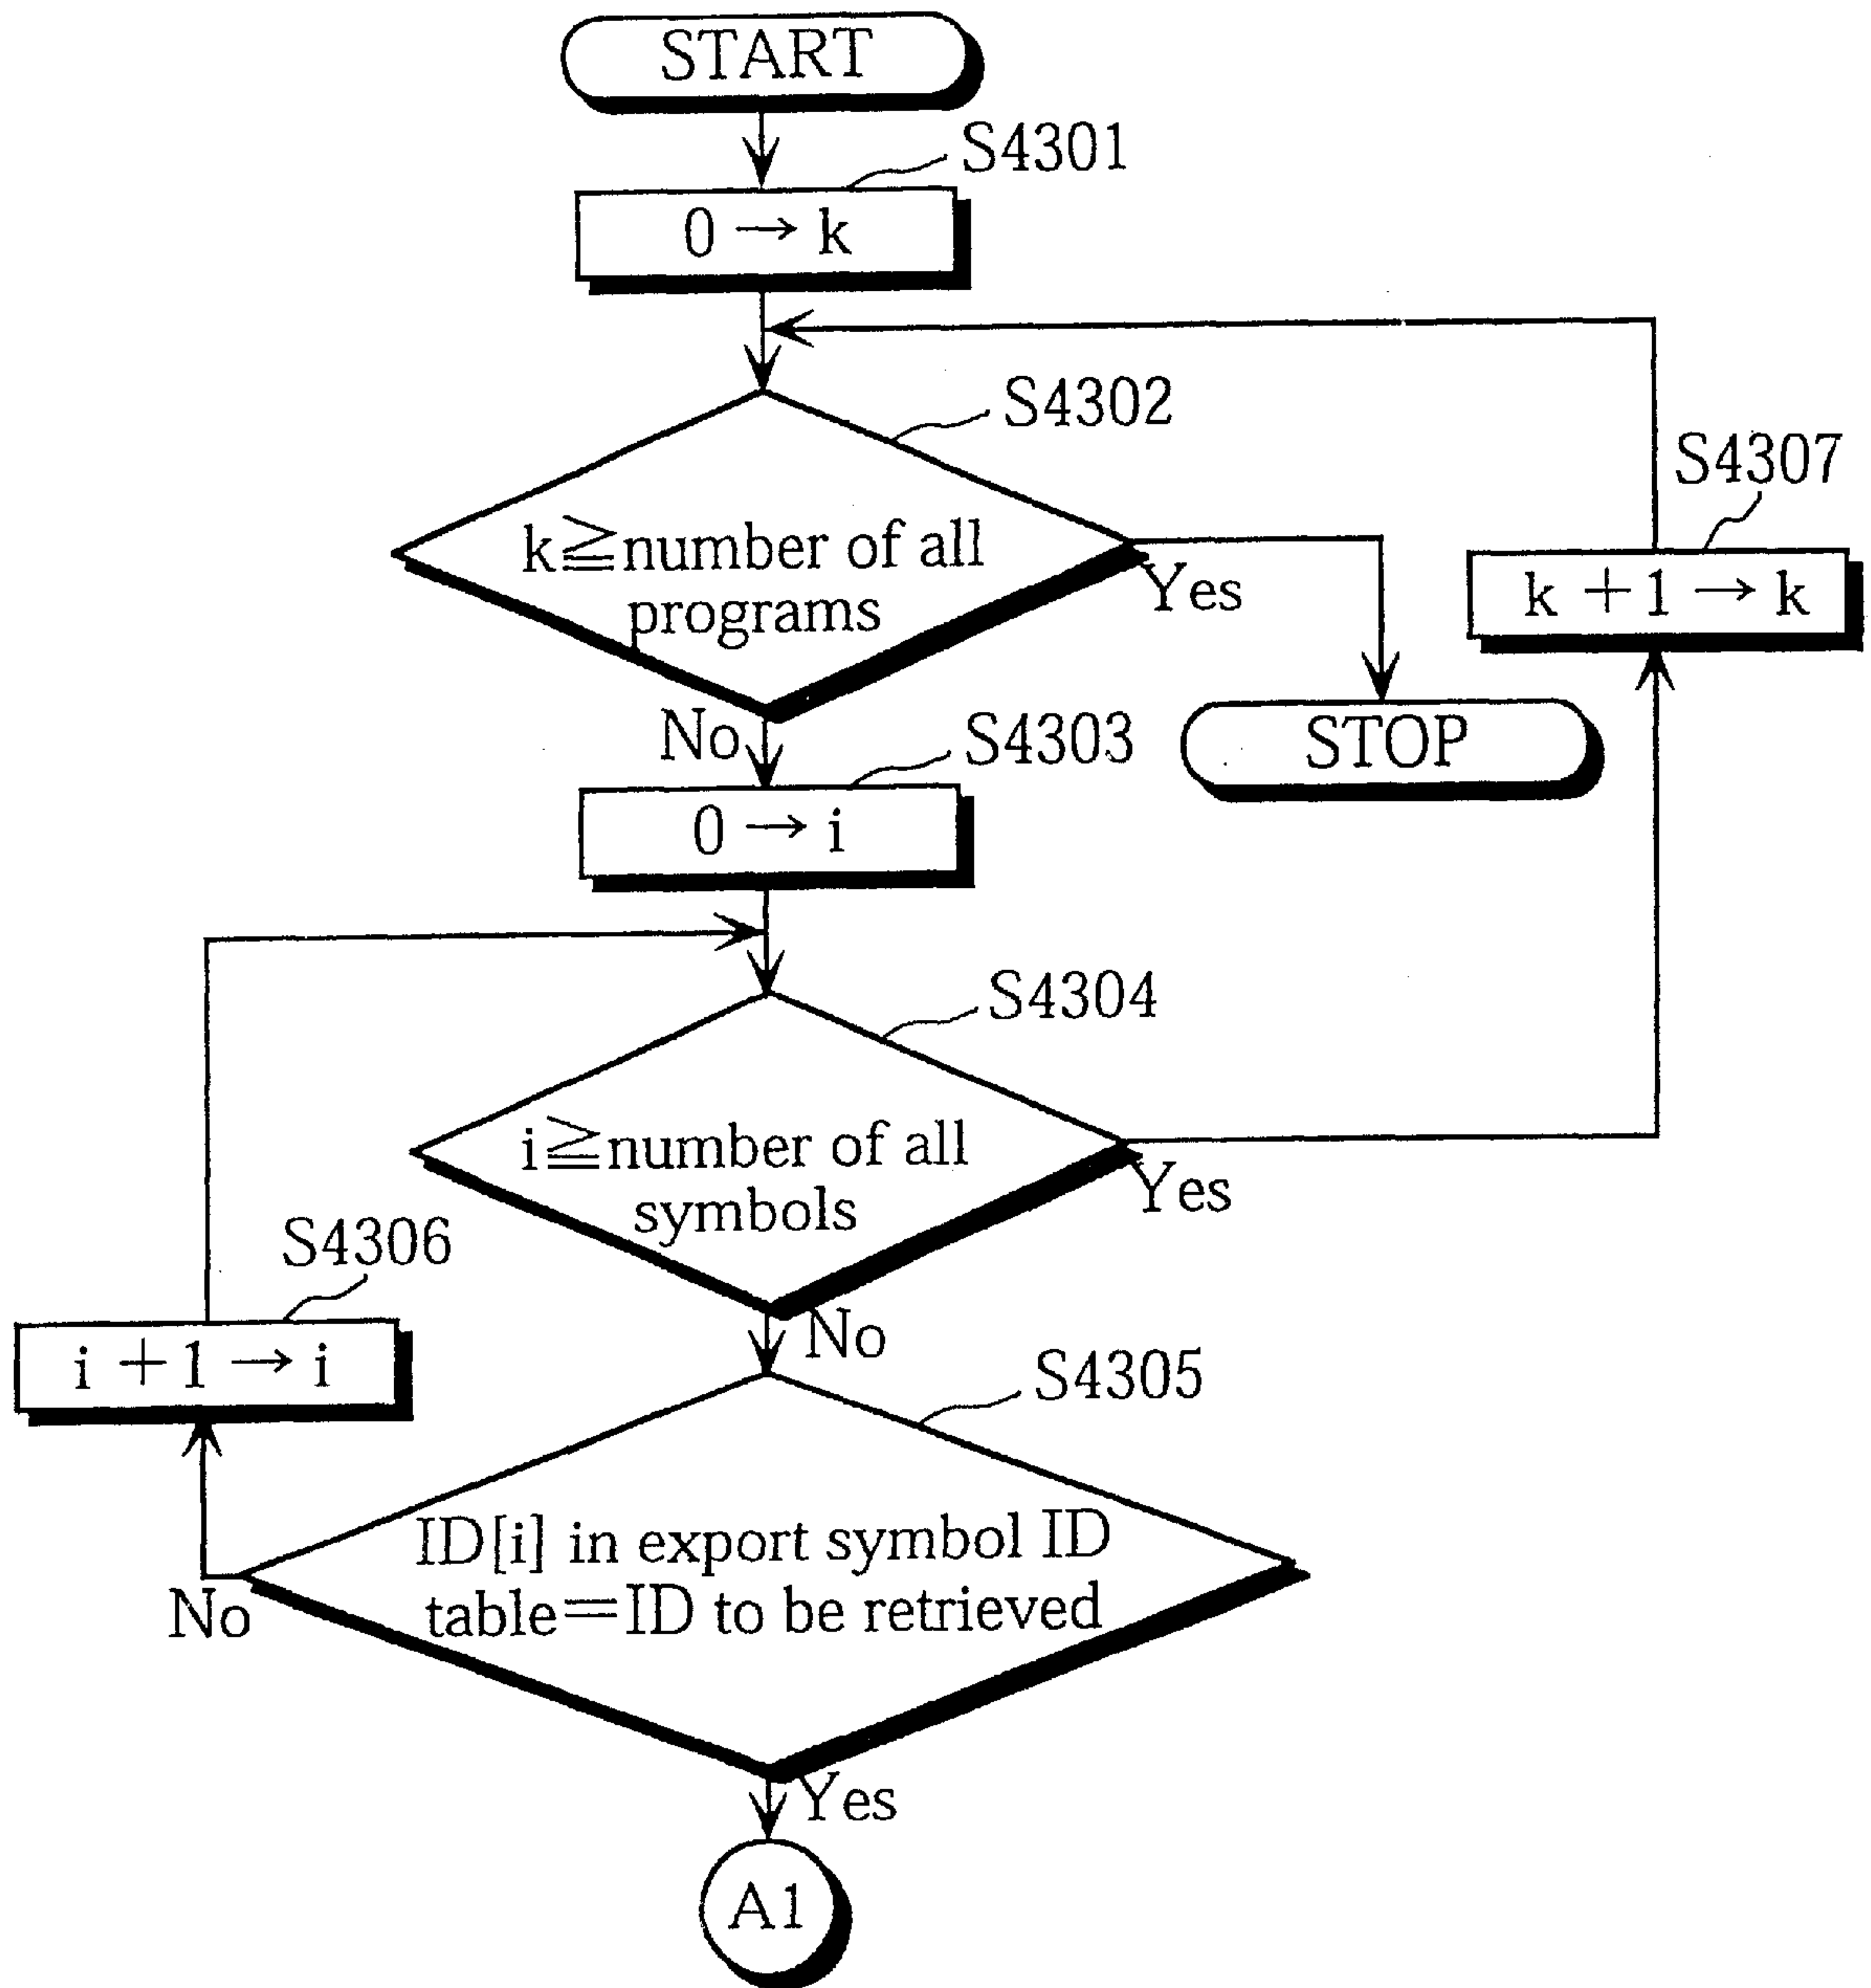 START
S4301
0 → k
S4302
k≧number of all
programs
Yes
S4307
k +1 → k
No
S4303
STOP
0 → i
S4304
i≧number of all
symbols
Yes
S4306
i +1 → i
No
S4305
ID[i] in export symbol ID
table=ID to be retrieved
No
Yes
A1